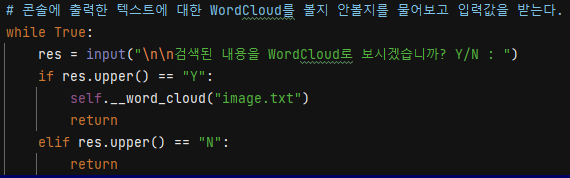 # 콘솔에 출력한 텍스트에 대한 WordCloud를 볼지 안볼지를 물어보고 입력값을 받는다.
while True:
    res = input("\n\n검색된 내용을 WordCloud로 보시겠습니까? Y/N : ")
    if res.upper() == "Y":
        self.__word_cloud("image.txt")
        return
    elif res.upper() == "N":
        return